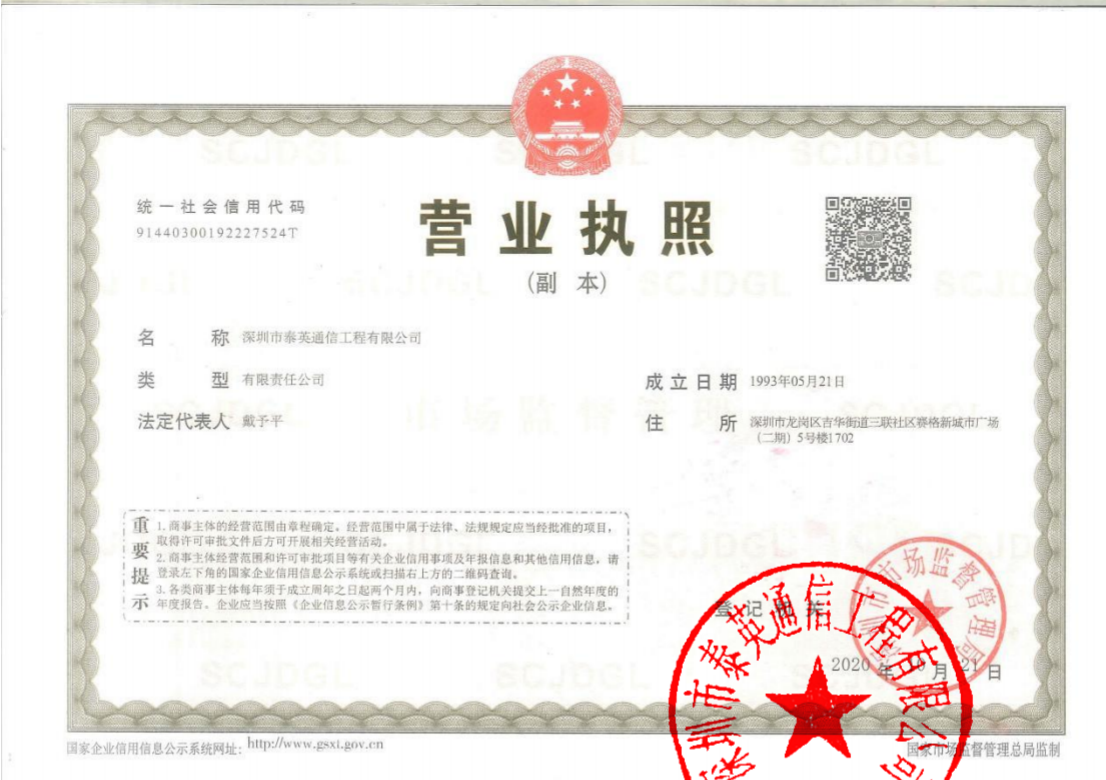 统一社会信用代码
91440300192227524T
营业执照
(副 本)
名 称 深圳市泰英通信工程有限公司
类 型 有限责任公司
法定代表人 戴予平
成立日期 1993年05月21日
住 所 深圳市龙岗区吉华街道三联社区赛格新城市广场
(二期)5号楼1702
重要提示
1.商事主体的经营范围由章程确定。经营范围中属于法律、法规规定应当经批准的项目,
取得许可审批文件后方可开展相关经营活动。
2.商事主体经营范围和许可审批项目等有关企业信用事项及年报信息和其他信用信息,请
登录左下角的国家企业信用信息公示系统或扫描右上方的二维码查询。
3.各类商事主体每年须于成立周年之日起两个月内,向商事登记机关提交上一自然年度的
年度报告。企业应当按照《企业信息公示暂行条例》第十条的规定向社会公示企业信息。
登记机关
深圳市市场监督管理局
深圳市泰英通信工程有限公司
2020 年 月 21 日
国家企业信用信息公示系统网址: http://www.gsxi.gov.cn
国家市场监督管理总局监制
SCJDGL
市场监督管理